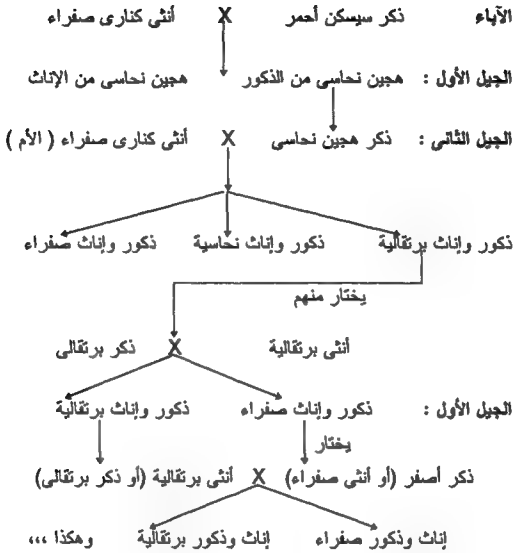 الآباء ذكر سيسكن أحمر X أنثى كنارى صفراء
الجيل الأول : هجين نحاسى من الذكور هجين نحاسى من الإناث
الجيل الثانى : ذكر هجين نحاسى X أنثى كنارى صفراء ( الأم )
ذكور وإناث برتقالية ذكور وإناث نحاسية ذكور وإناث صفراء
يختار منهم
أنثى برتقالية X ذكر برتقالى
الجيل الأول : ذكور وإناث صفراء ذكور وإناث برتقالية
يختار
ذكر أصفر (أو أنثى صفراء) X أنثى برتقالية (أو ذكر برتقالى)
إناث وذكور صفراء إناث وذكور برتقالية وهكذا ،،،